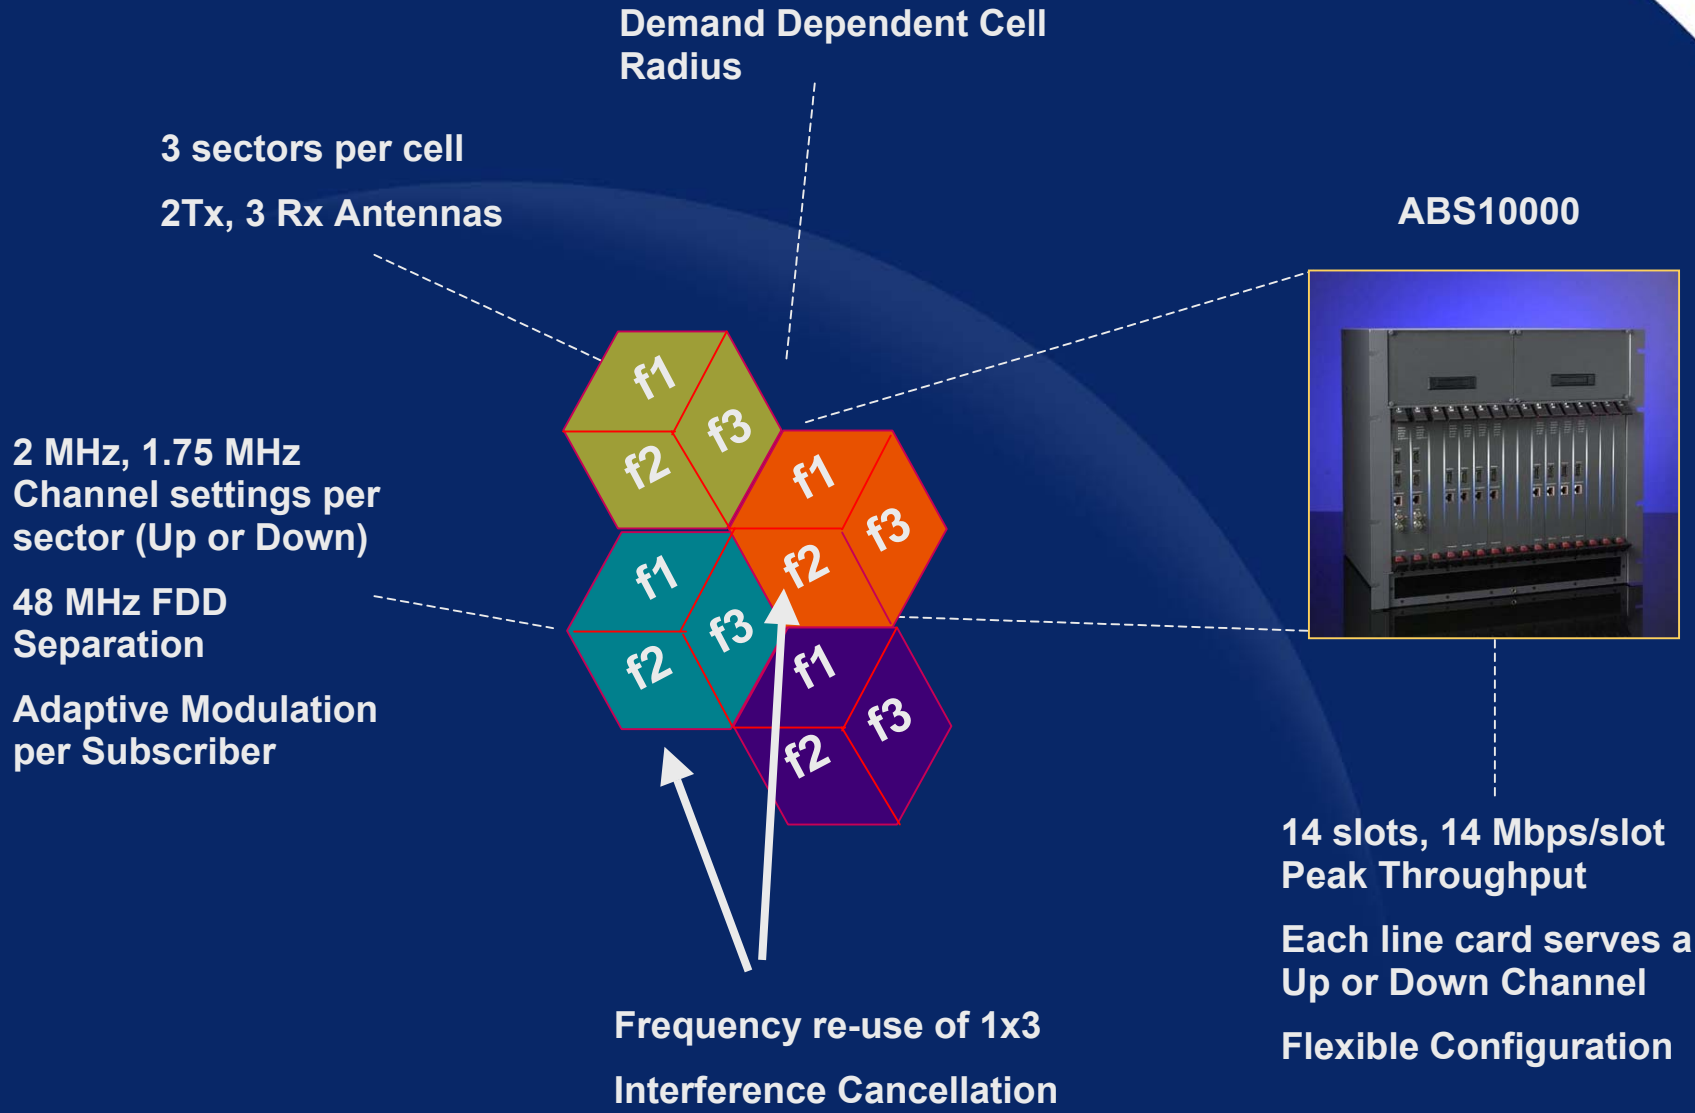 Demand Dependent Cell
Radius
3 sectors per cell
2Tx, 3 Rx Antennas
ABS10000
f1
f3
f2
f1
f3
f2
f1
f3
f2
f1
f3
f2
2 MHz, 1.75 MHz
Channel settings per
sector (Up or Down)
48 MHz FDD
Separation
Adaptive Modulation
per Subscriber
14 slots, 14 Mbps/slot
Peak Throughput
Each line card serves a
Up or Down Channel
Flexible Configuration
Frequency re-use of 1x3
Interference Cancellation